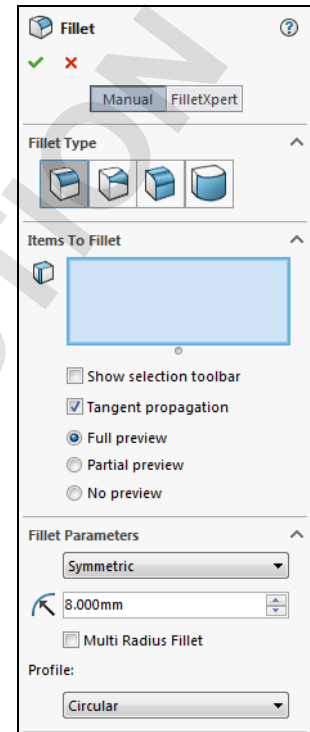 Fillet
Manual FilletXpert
Fillet Type
Items To Fillet
Show selection toolbar
Tangent propagation
Full preview
Partial preview
No preview
Fillet Parameters
Symmetric
8.000mm
Multi Radius Fillet
Profile:
Circular